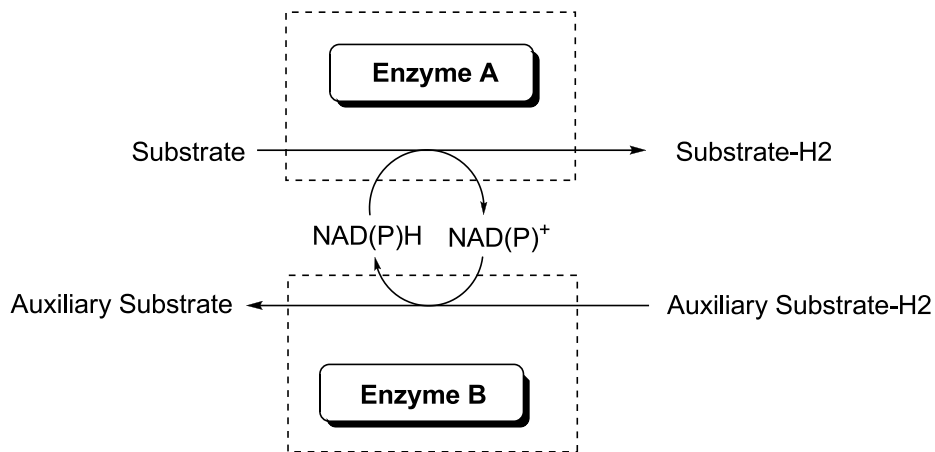 Enzyme A
Substrate
Substrate-H2
NAD(P)H
NAD(P)⁺
Auxiliary Substrate
Auxiliary Substrate-H2
Enzyme B